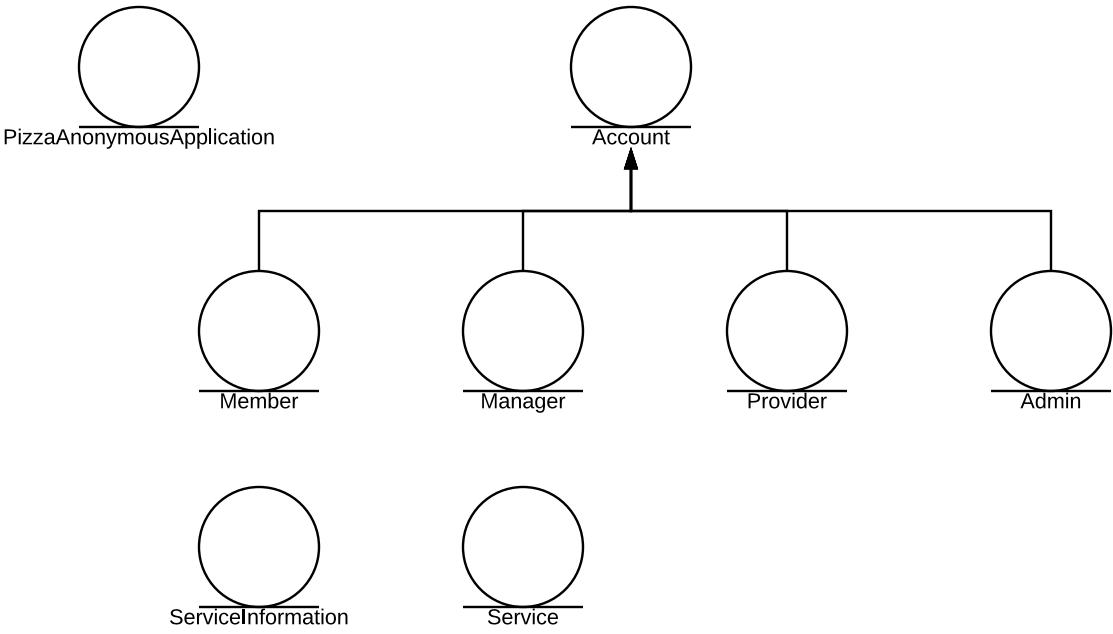 PizzaAnonymousApplication
Account
Member
Manager
Provider
Admin
ServiceInformation
Service